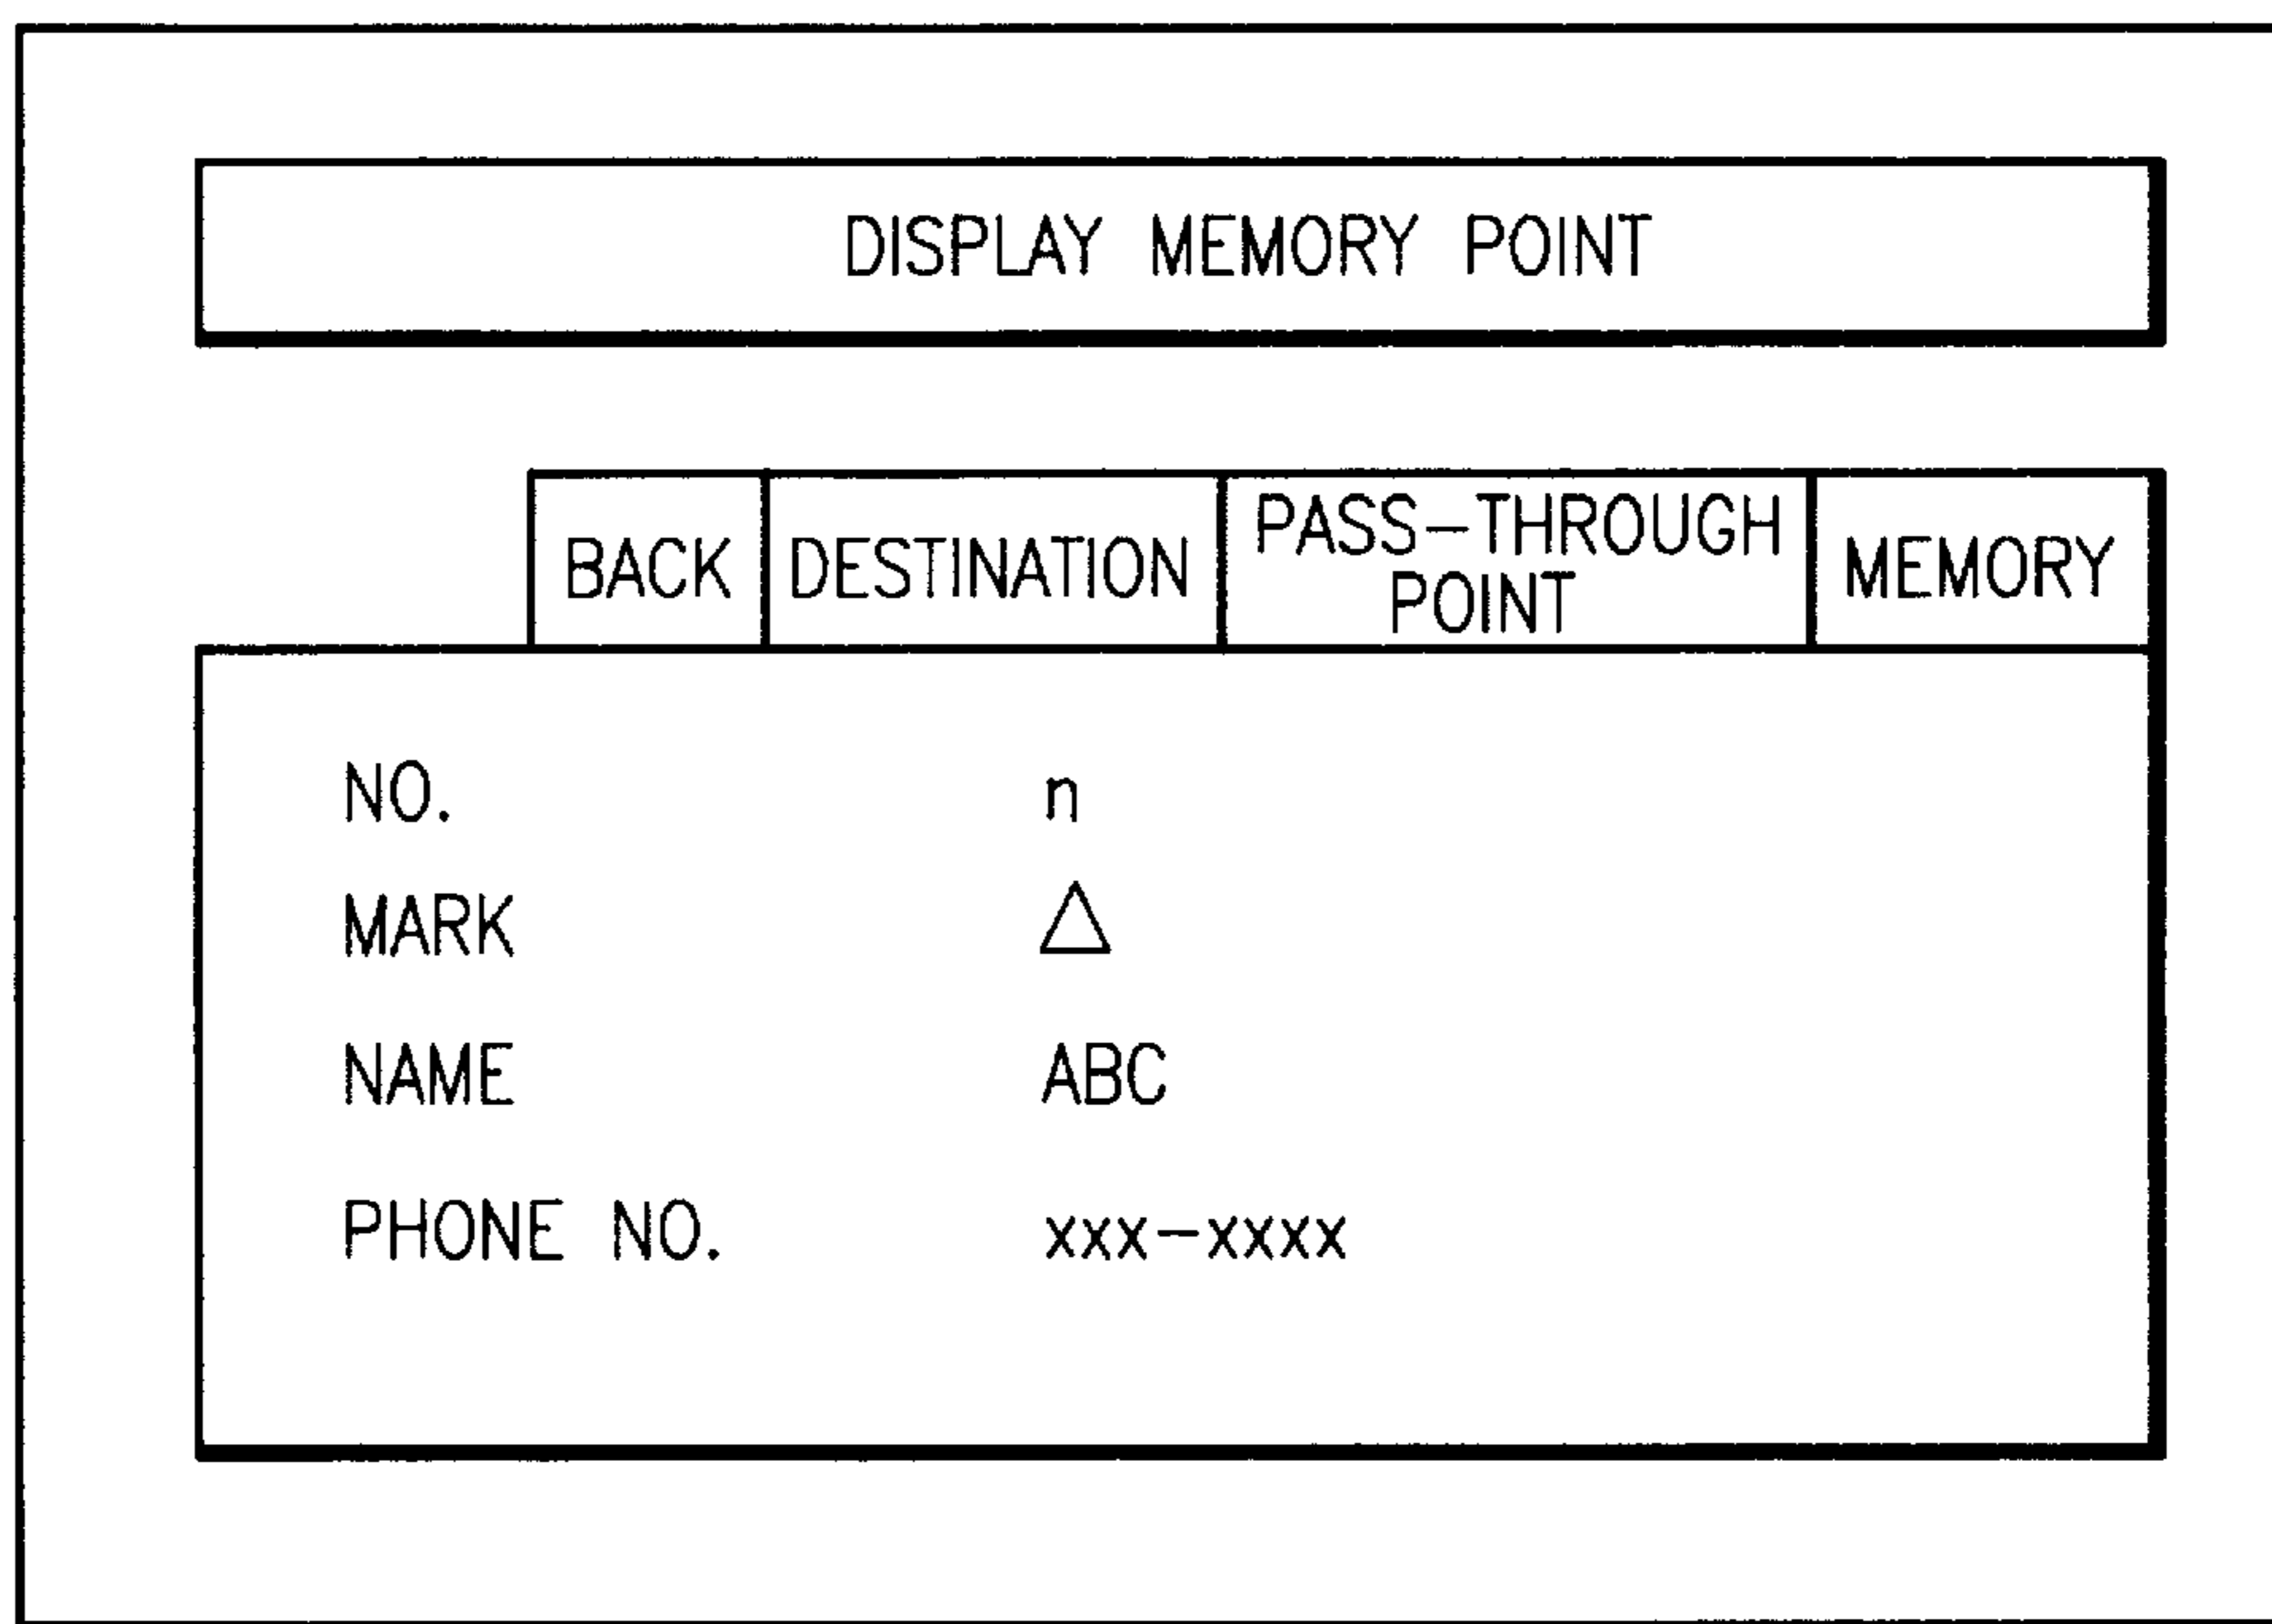 DISPLAY MEMORY POINT
BACK DESTINATION PASS-THROUGH POINT MEMORY
NO. n
MARK △
NAME ABC
PHONE NO. xxx-xxxx